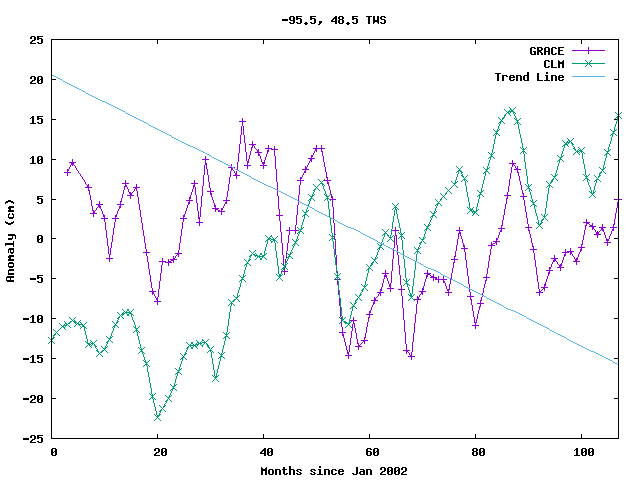 -95.5, 48.5 TWS
GRACE
CLM
Trend Line
25
20
15
10
5
0
-5
-10
-15
-20
-25
Anomaly (cm)
0 20 40 60 80 100
Months since Jan 2002